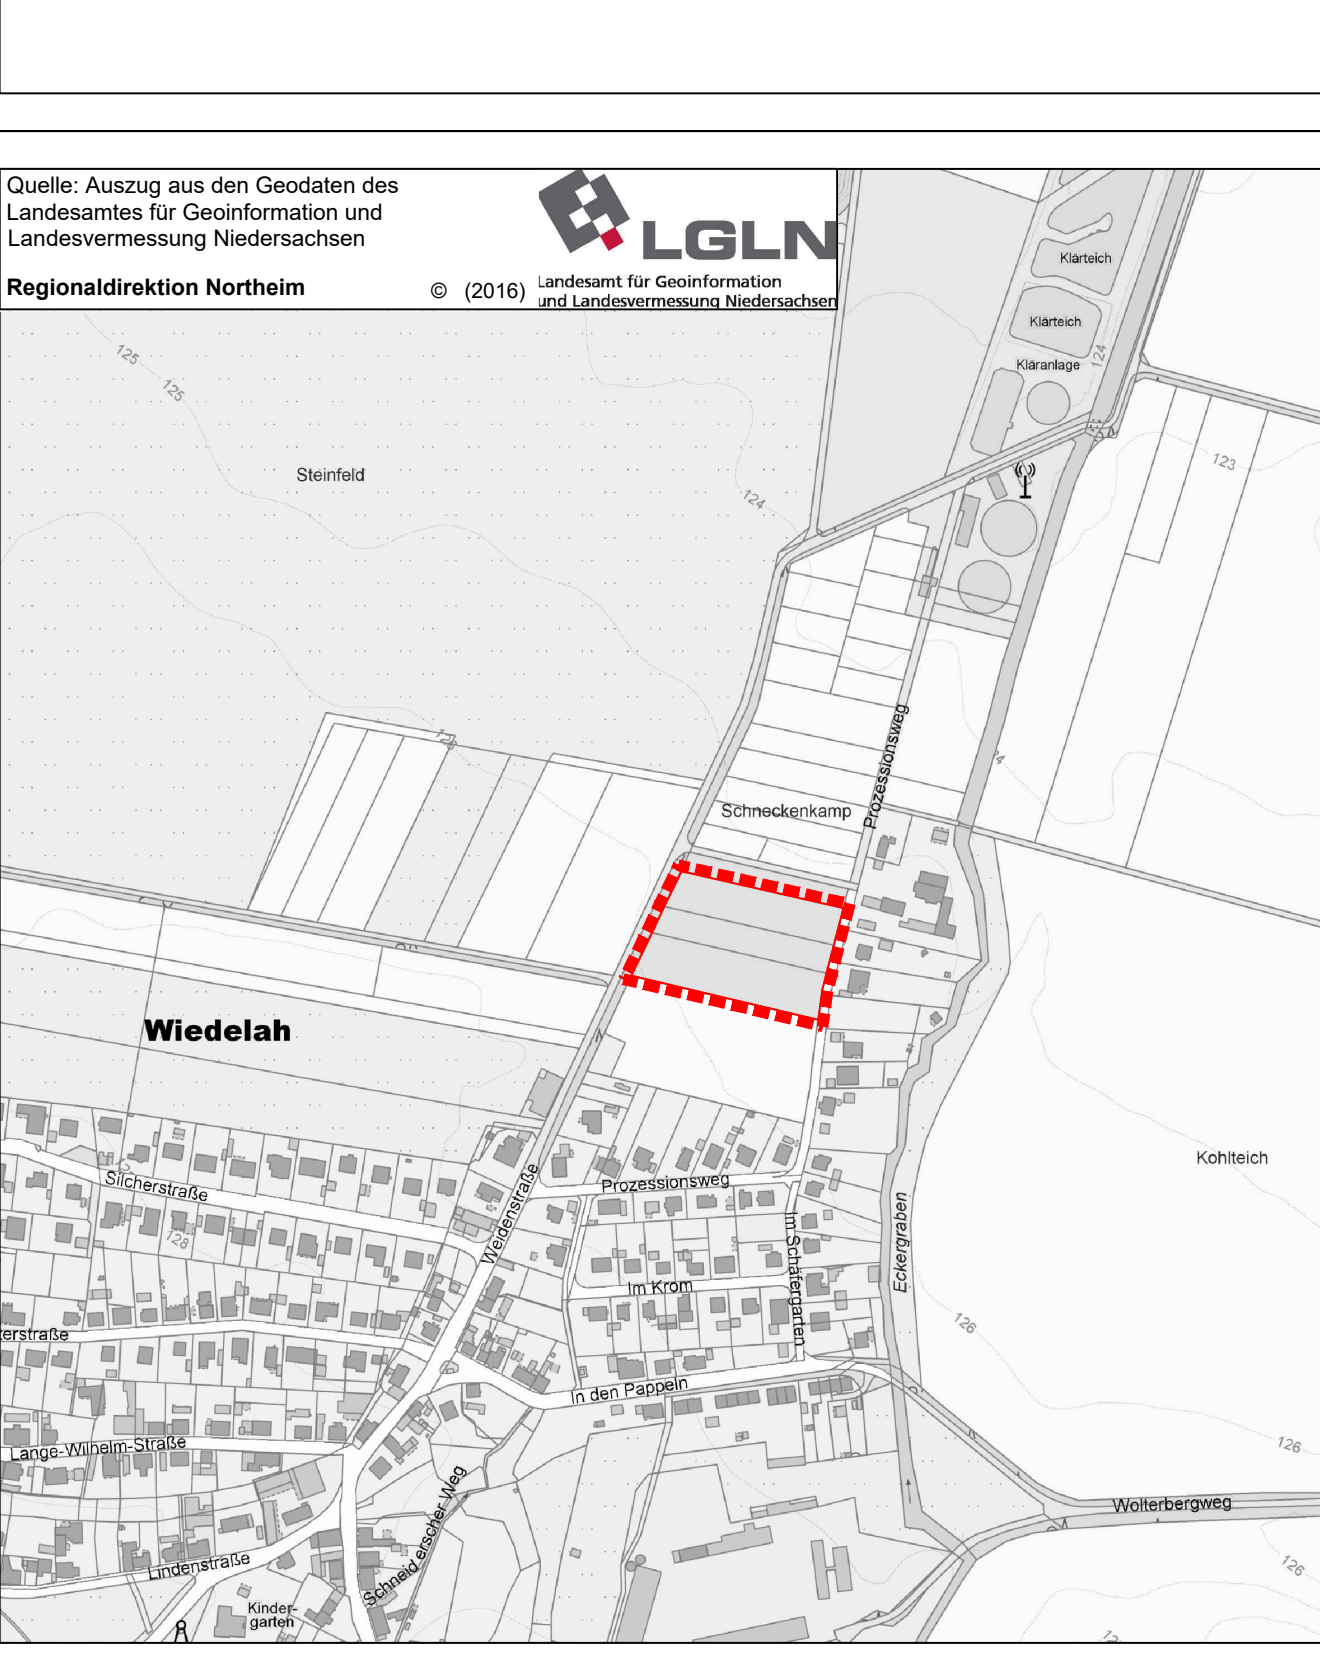 Quelle: Auszug aus den Geodaten des
Landesamtes für Geoinformation und
Landesvermessung Niedersachsen
Regionaldirektion Northeim
© (2016)
LGLN
Landesamt für Geoinformation
und Landesvermessung Niedersachsen
Klärteich
Klärteich
124
Kläranlage
125
125
123
Steinfeld
124
Prozessionsweg
Schneckenkamp
Wiedelah
Kohlteich
Silcherstraße
Prozessionsweg
Weidenstraße
Im Schäfergarten
Eckergraben
128
Im Krom
126
erstraße
In den Pappeln
126
Lange-Wilhelm-Straße
Wolterbergweg
Lindenstraße
126
Kinder-
garten